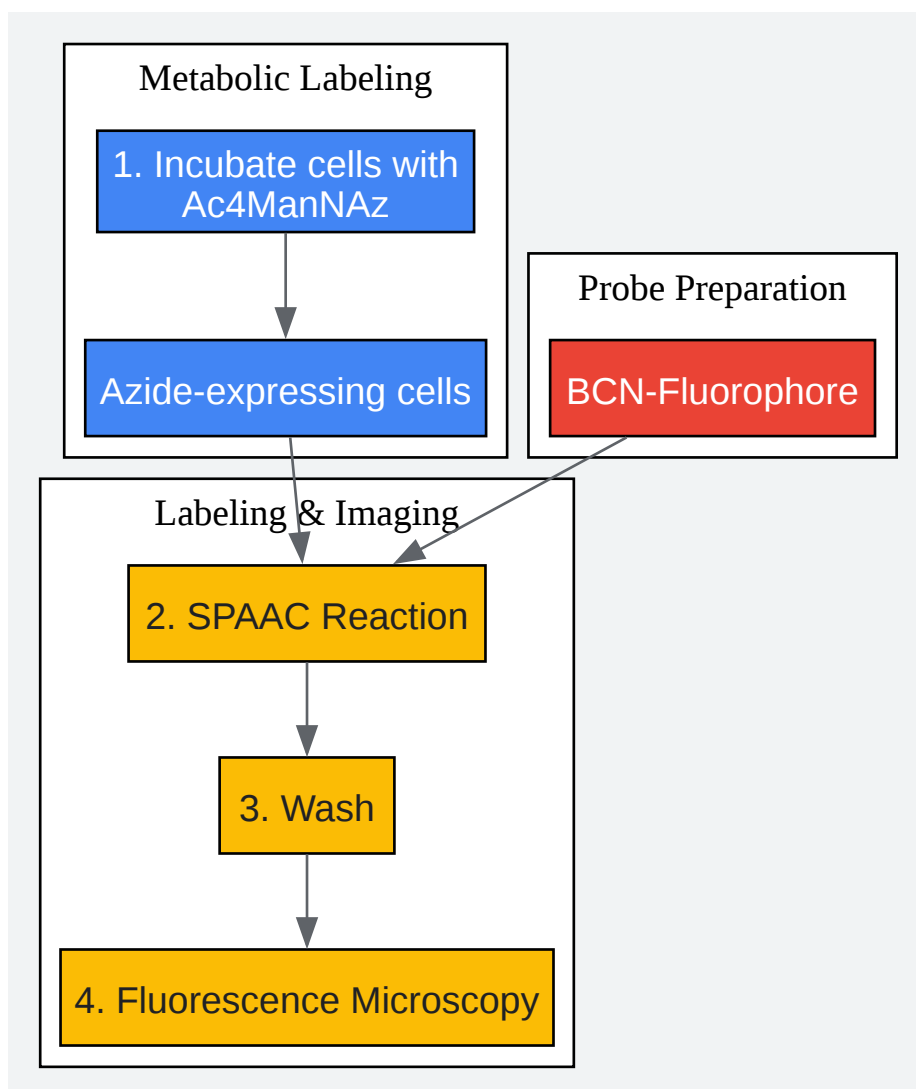 Metabolic Labeling
1. Incubate cells with
Ac4ManNAz
Azide-expressing cells
Probe Preparation
BCN-Fluorophore
Labeling & Imaging
2. SPAAC Reaction
3. Wash
4. Fluorescence Microscopy